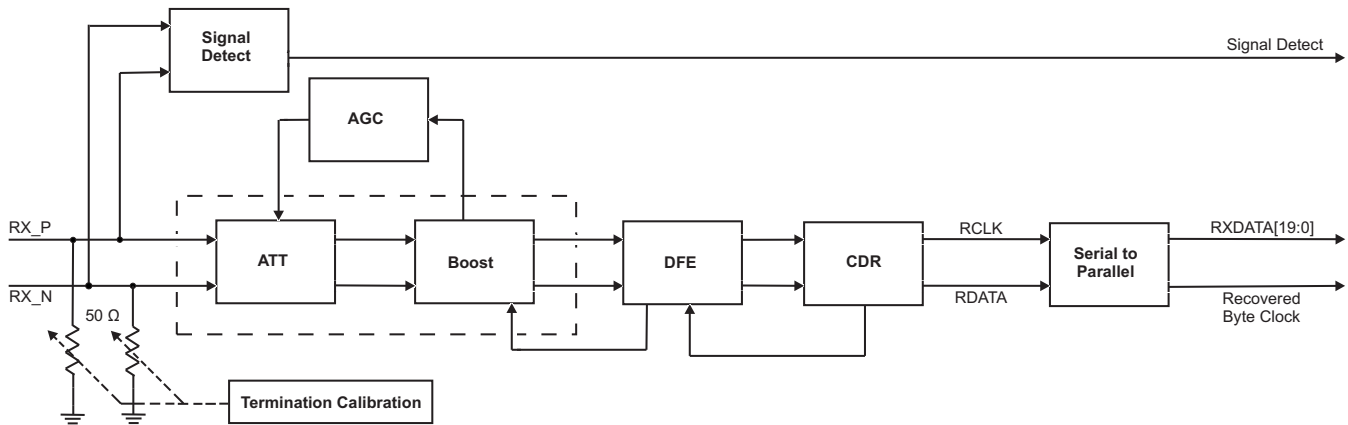 Signal
Detect
Signal Detect
AGC
RX_P
RX_N
ATT
Boost
DFE
CDR
RCLK
RDATA
Serial to
Parallel
RXDATA[19:0]
Recovered
Byte Clock
50 Ω
Termination Calibration